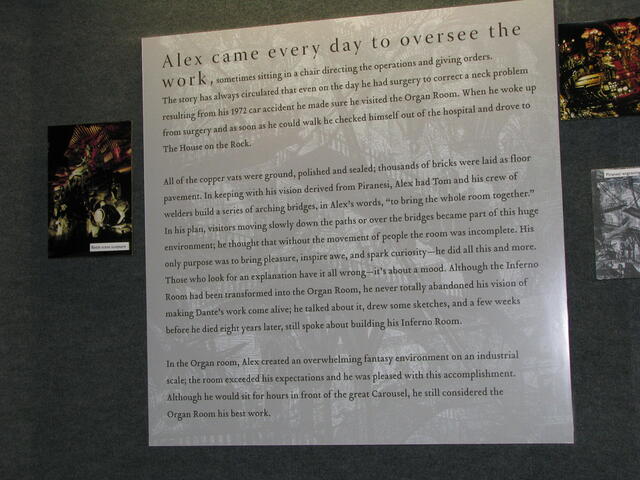 Alex came every day to oversee the
work, sometimes sitting in a chair directing the operations and giving orders.
The story has always circulated that even on the day he had surgery to correct a neck problem
resulting from his 1972 car accident he made sure he visited the Organ Room. When he woke up
from surgery and as soon as he could walk he checked himself out of the hospital and drove to
The House on the Rock.
All of the copper vats were ground, polished and sealed; thousands of bricks were laid as floor
pavement. In keeping with his vision derived from Piranesi, Alex had Tom and his crew of
welders build a series of arching bridges, in Alex's words, "to bring the whole room together."
In his plan, visitors moving slowly down the paths or over the bridges became part of this huge
environment; he thought that without the movement of people the room was incomplete. His
only purpose was to bring pleasure, inspire awe, and spark curiosity—he did all this and more.
Those who look for an explanation have it all wrong—it's about a mood. Although the Inferno
Room had been transformed into the Organ Room, he never totally abandoned his vision of
making Dante's work come alive; he talked about it, drew some sketches, and a few weeks
before he died eight years later, still spoke about building his Inferno Room.
In the Organ room, Alex created an overwhelming fantasy environment on an industrial
scale; the room exceeded his expectations and he was pleased with this accomplishment.
Although he would sit for hours in front of the great Carousel, he still considered the
Organ Room his best work.